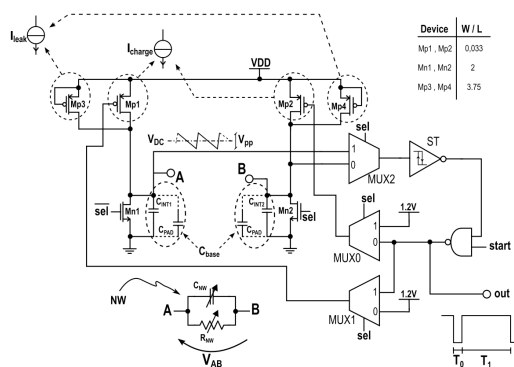 Device W / L
Mp1 , Mp2 0,033
Mn1 , Mn2 2
Mp3 , Mp4 3.75
Ileak
Icharge
VDD
Mp3
Mp1
Mp2
Mp4
VDC
Vpp
sel
ST
A
B
1
0
MUX2
sel
Mn1
CINT1
CPAD
CINT2
CPAD
Mn2
sel
Cbase
sel
1.2V
1
0
MUX0
start
NW
CNW
A
B
RNW
VAB
1
0
1.2V
MUX1
sel
out
T0
T1